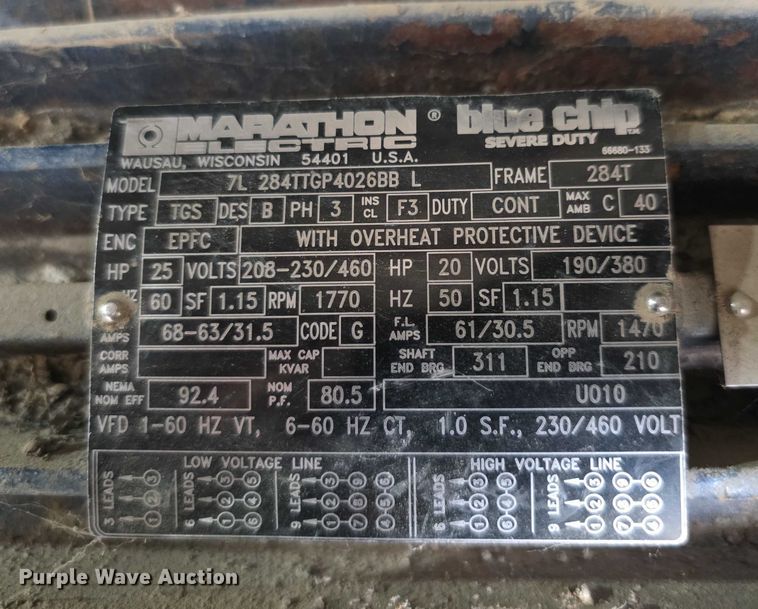 MARATHON ® blue chip™
ELECTRIC SEVERE DUTY
WAUSAU, WISCONSIN 54401 U.S.A. 66680-133
MODEL 7L 284TTGP4026BB L FRAME 284T
TYPE TGS DES B PH 3 INS CL F3 DUTY CONT MAX AMB C 40
ENC EPFC WITH OVERHEAT PROTECTIVE DEVICE
HP 25 VOLTS 208-230/460 HP 20 VOLTS 190/380
HZ 60 SF 1.15 RPM 1770 HZ 50 SF 1.15
AMPS 68-63/31.5 CODE G F.L. AMPS 61/30.5 RPM 1470
CORR AMPS MAX CAP KVAR SHAFT END BRG 311 OPP END BRG 210
NEMA NOM EFF 92.4 NOM P.F. 80.5 U010
VFD 1-60 HZ VT, 6-60 HZ CT, 1.0 S.F., 230/460 VOLT
LOW VOLTAGE LINE HIGH VOLTAGE LINE
3 LEADS 6 LEADS 9 LEADS 6 LEADS 9 LEADS
Purple Wave Auction